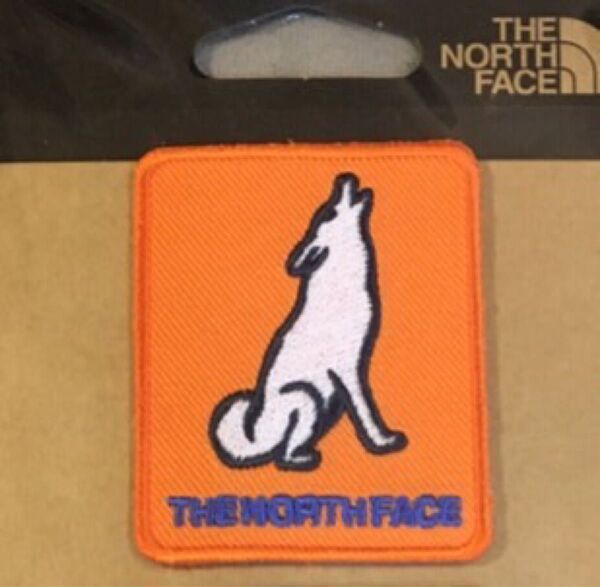 THE
NORTH
FACE
THE NORTH FACE